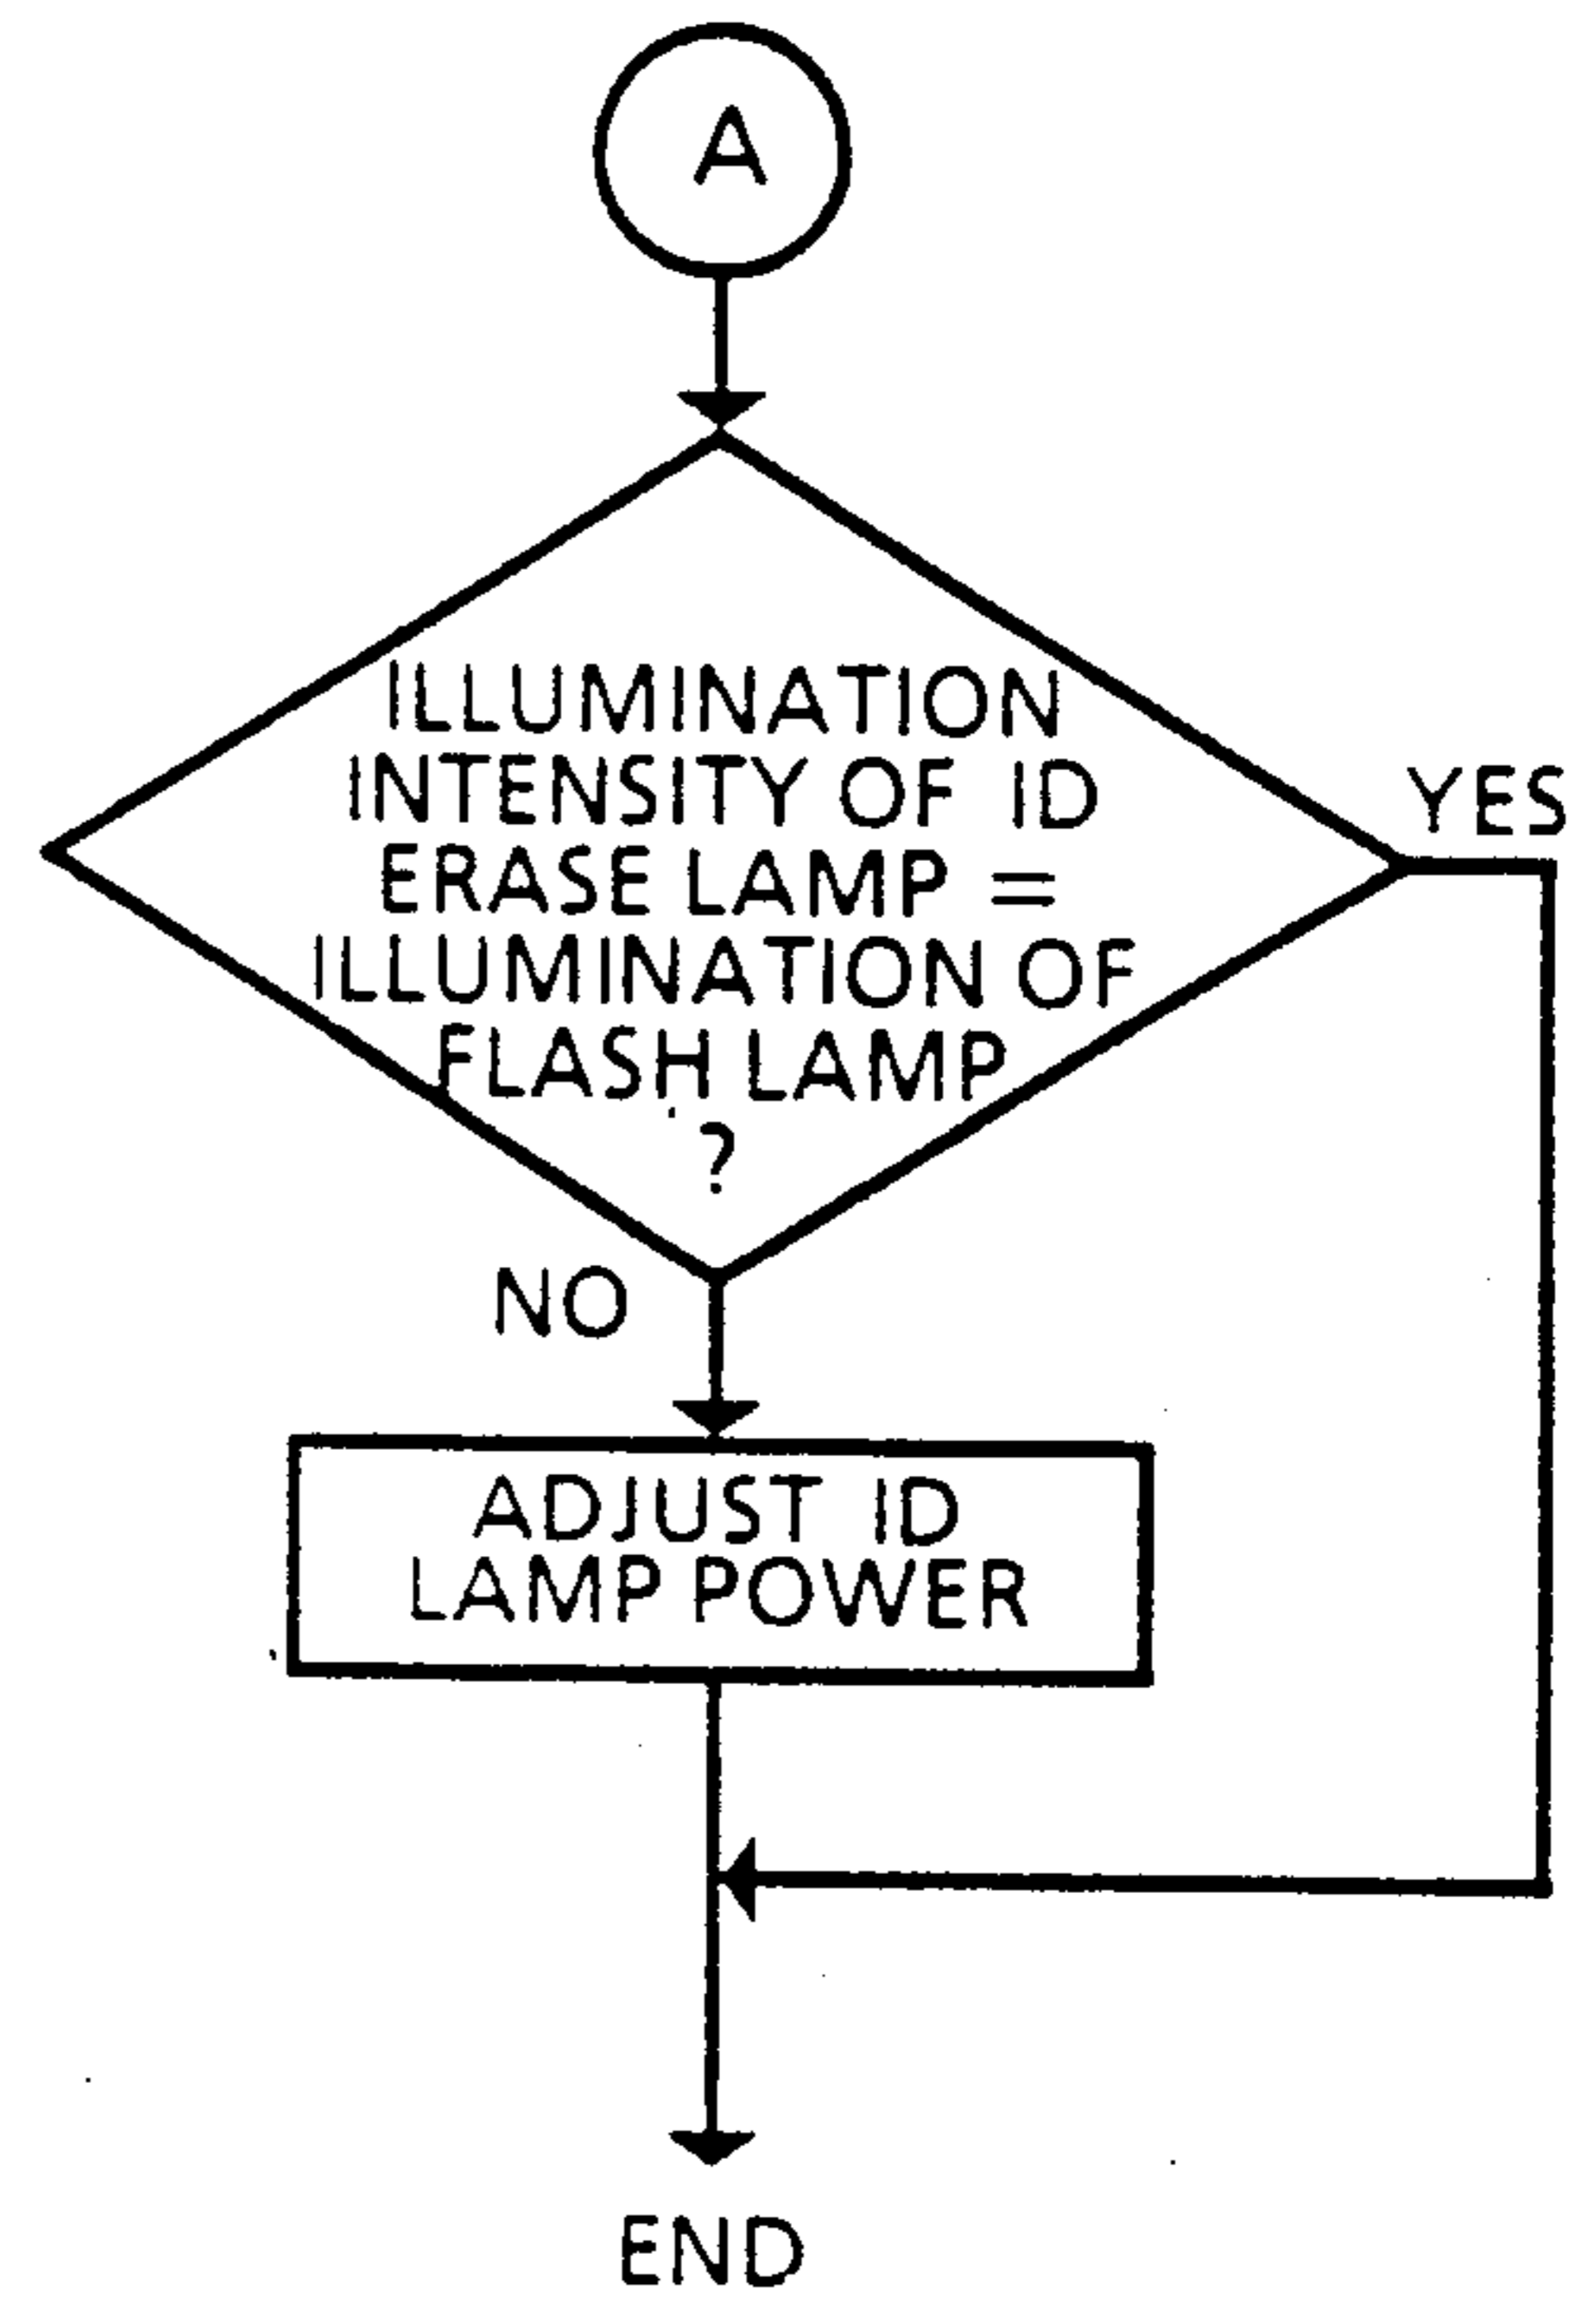 A
ILLUMINATION
INTENSITY OF ID
ERASE LAMP =
ILLUMINATION OF
FLASH LAMP
?
YES
NO
ADJUST ID
LAMP POWER
END